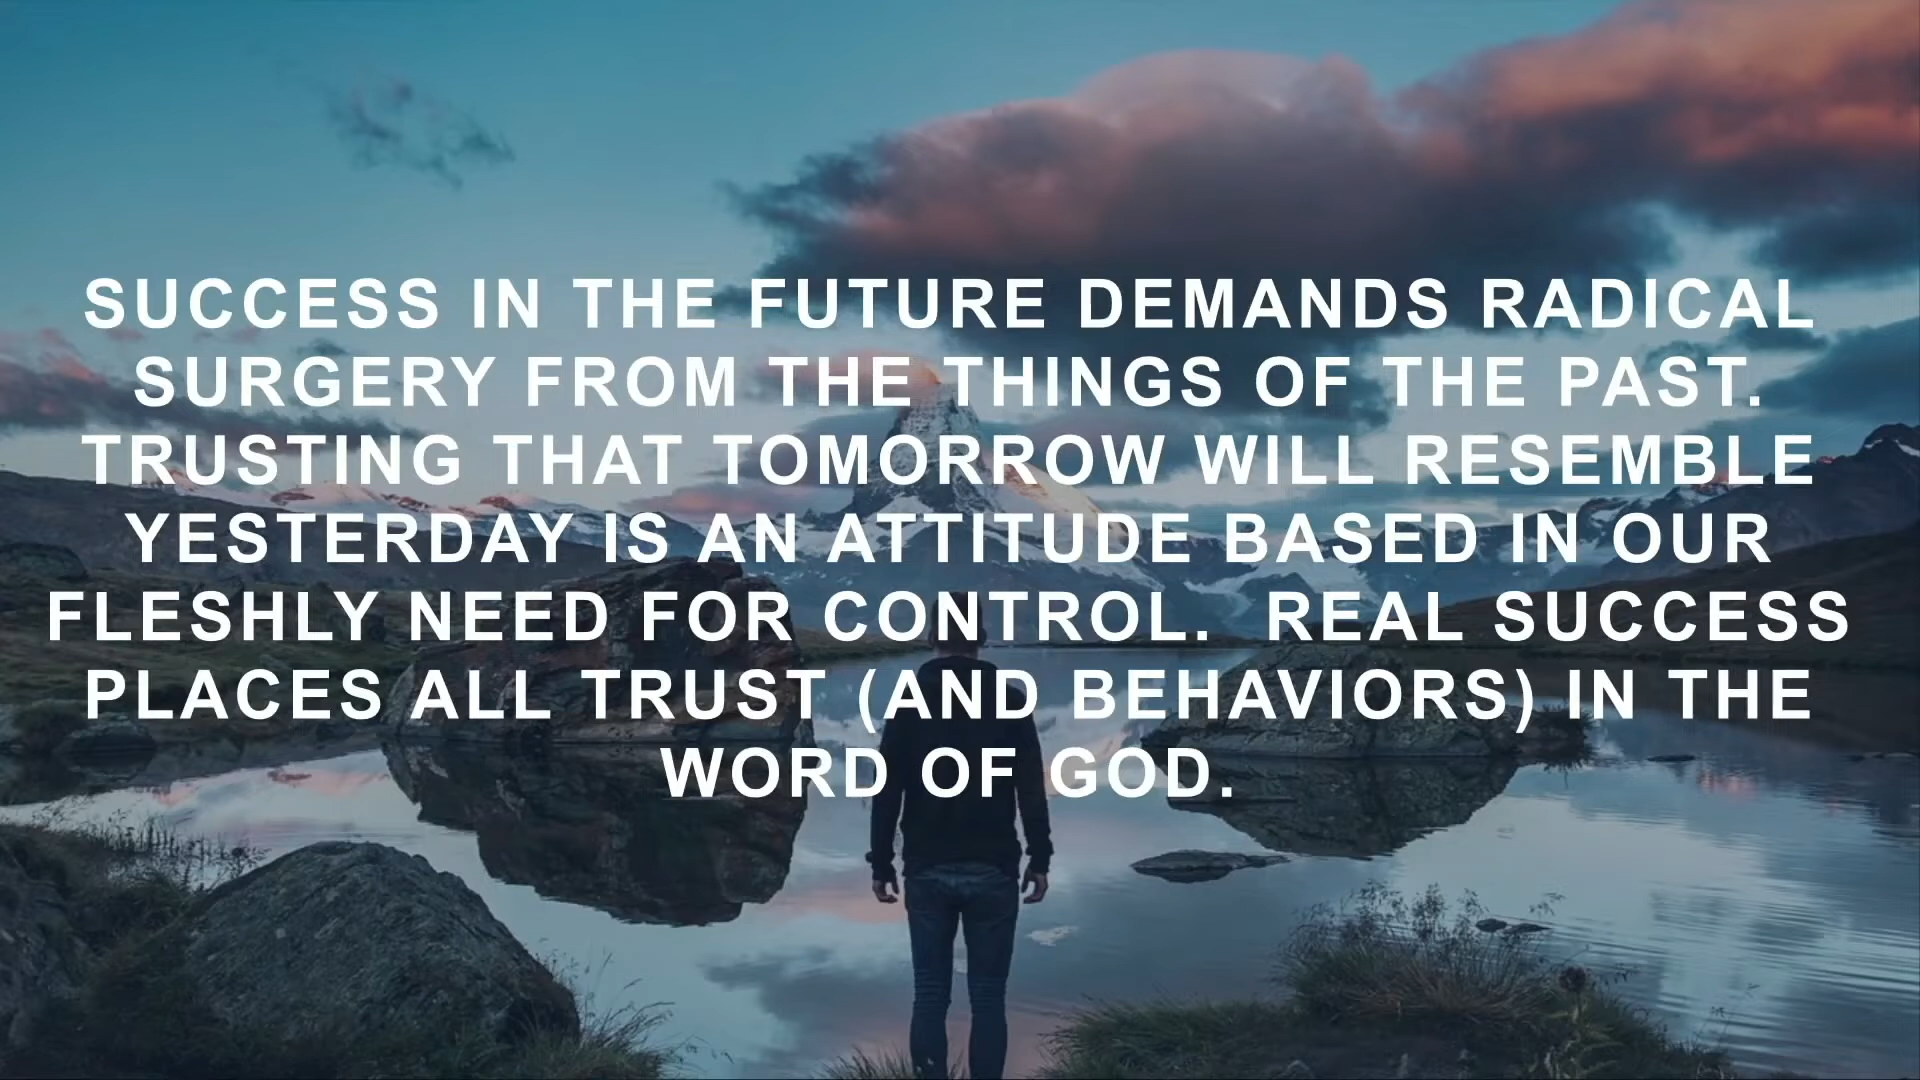 SUCCESS IN THE FUTURE DEMANDS RADICAL
SURGERY FROM THE THINGS OF THE PAST.
TRUSTING THAT TOMORROW WILL RESEMBLE
YESTERDAY IS AN ATTITUDE BASED IN OUR
FLESHLY NEED FOR CONTROL.  REAL SUCCESS
PLACES ALL TRUST (AND BEHAVIORS) IN THE
WORD OF GOD.